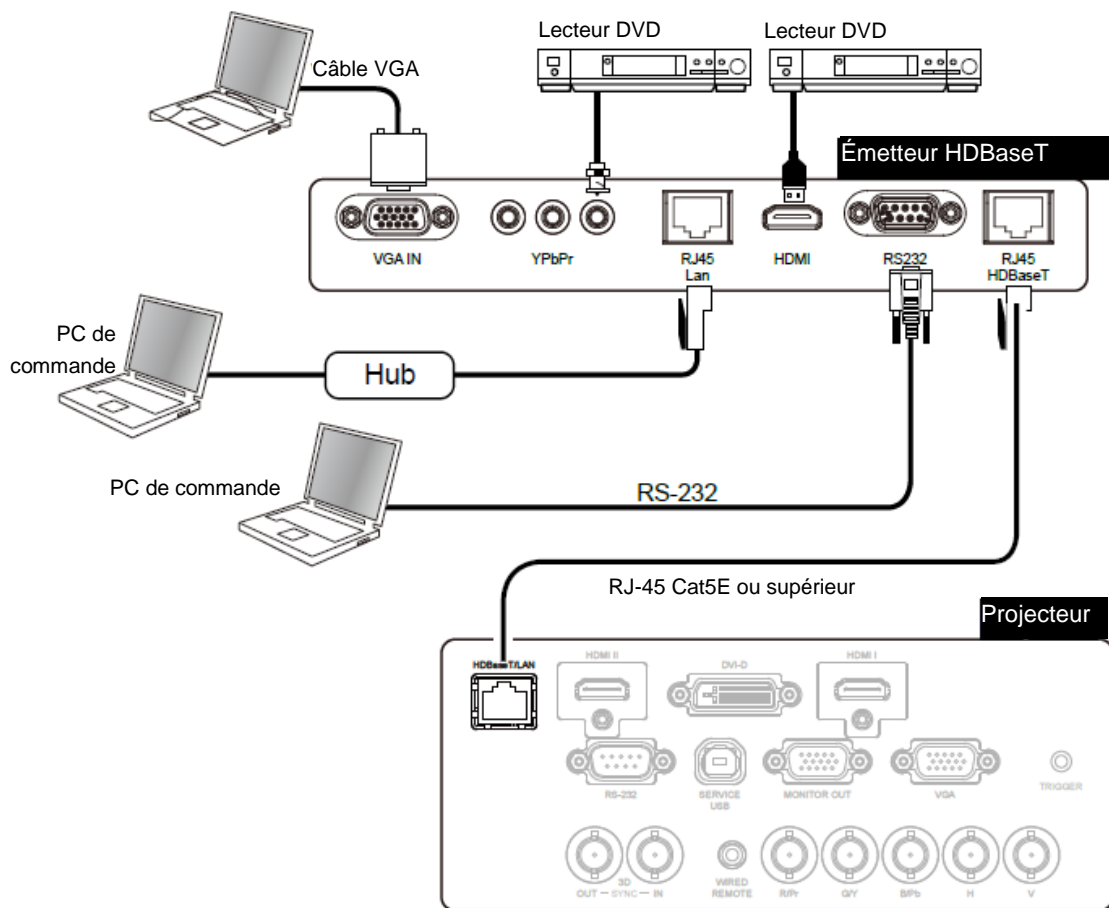 Lecteur DVD
Lecteur DVD
Câble VGA
Émetteur HDBaseT
VGA IN
YPbPr
RJ45
Lan
HDMI
RS232
RJ45
HDBaseT
PC de
commande
Hub
PC de commande
RS-232
RJ-45 Cat5E ou supérieur
Projecteur
HDBaseT/LAN
HDMI II
DVI-D
HDMI I
RS-232
SERVICE
USB
MONITOR OUT
VGA
TRIGGER
3D
OUT — SYNC — IN
WIRED
REMOTE
R/Pr
G/Y
B/Pb
H
V